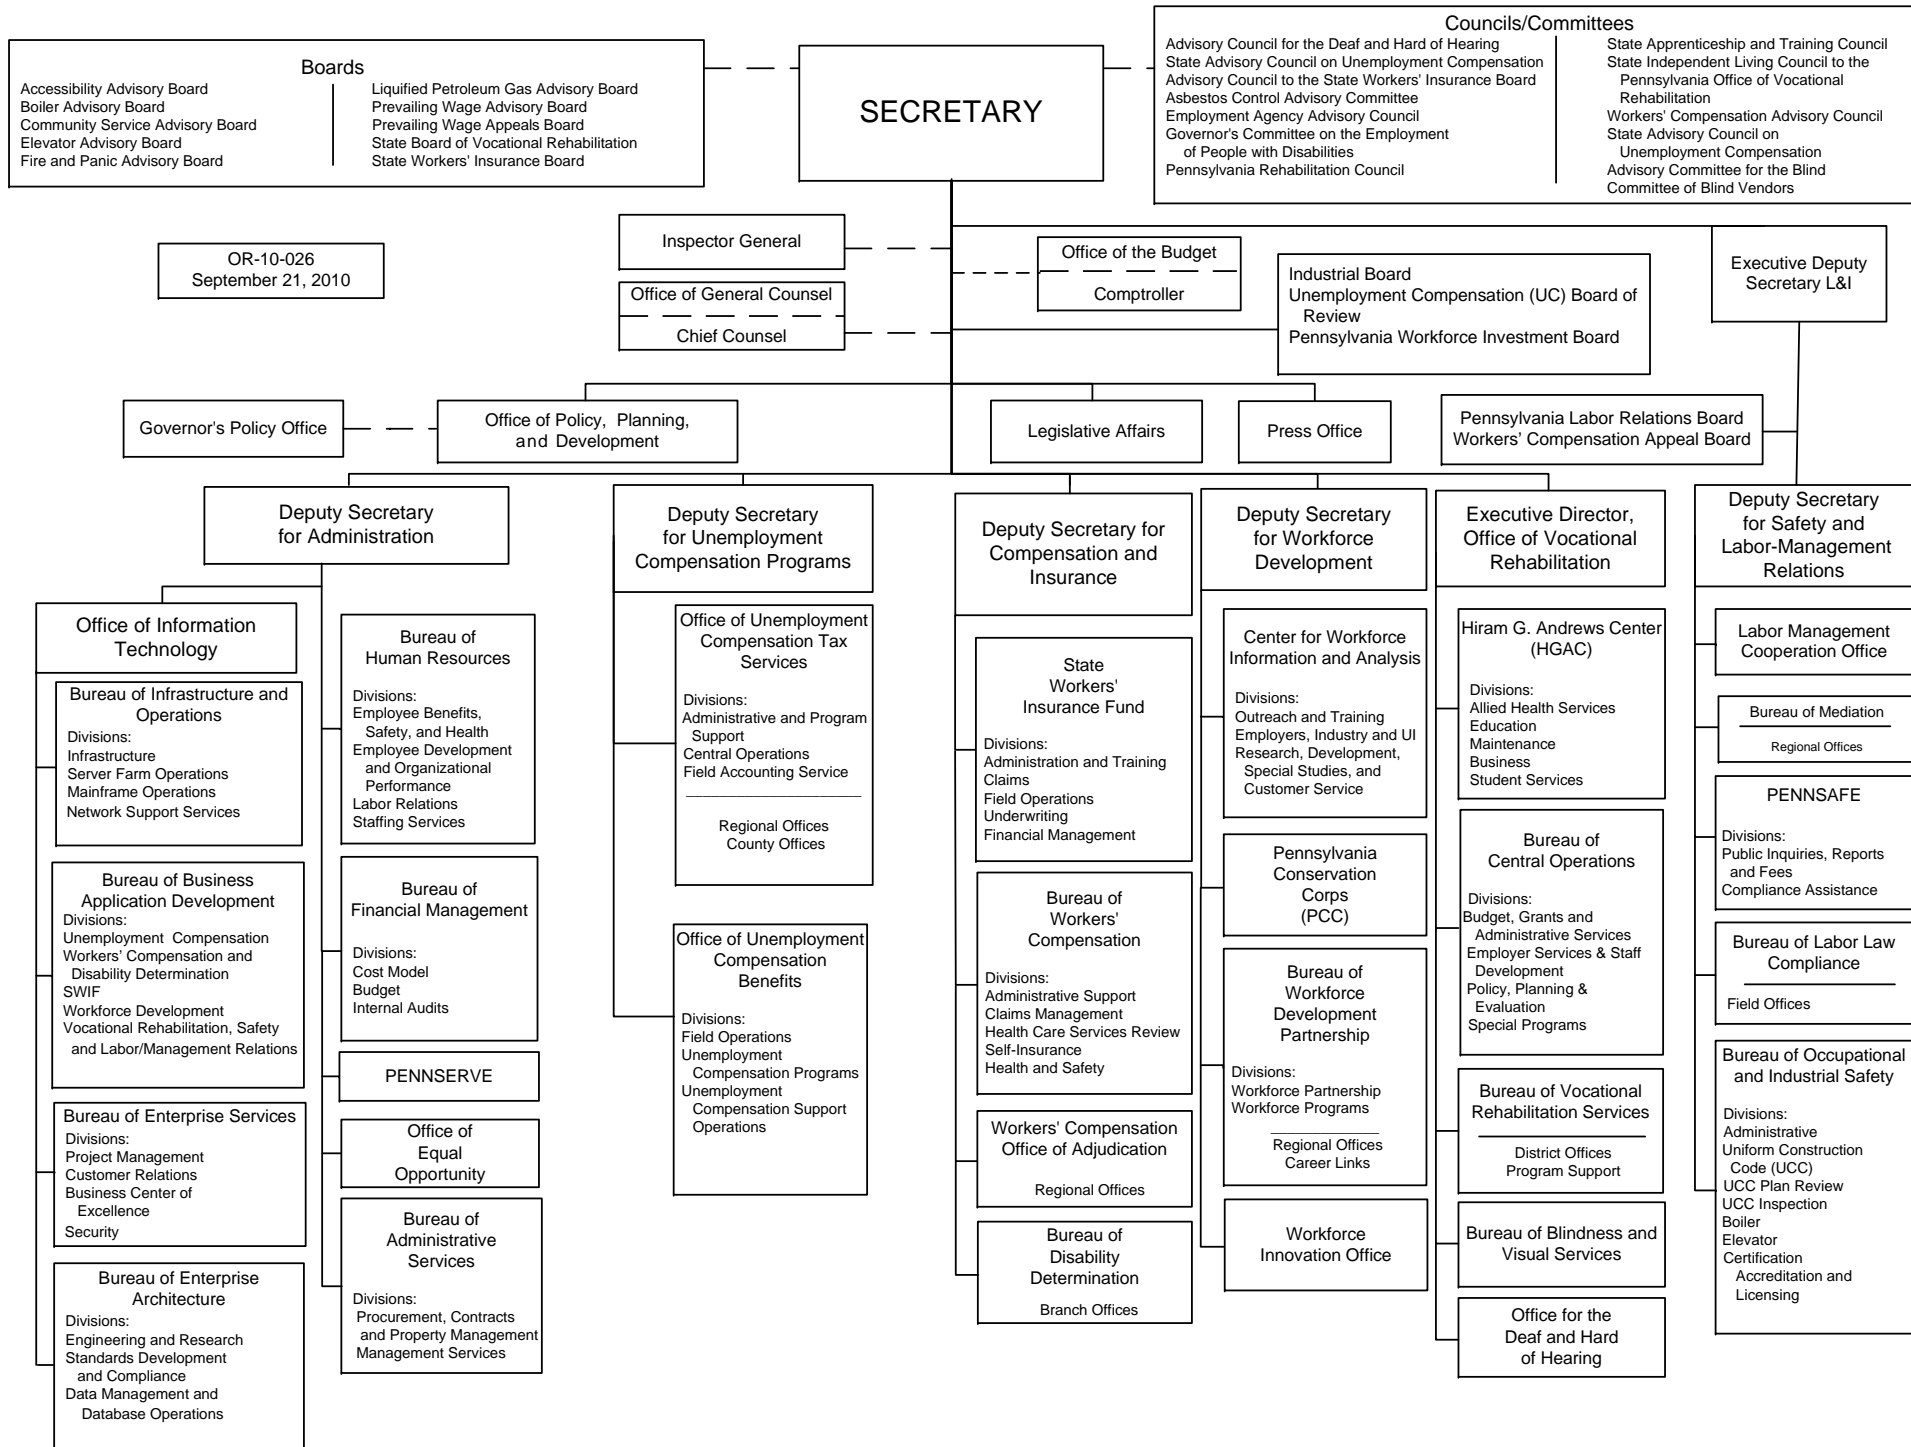 Boards
Accessibility Advisory Board
Boiler Advisory Board
Community Service Advisory Board
Elevator Advisory Board
Fire and Panic Advisory Board
Liquified Petroleum Gas Advisory Board
Prevailing Wage Advisory Board
Prevailing Wage Appeals Board
State Board of Vocational Rehabilitation
State Workers' Insurance Board
SECRETARY
Councils/Committees
Advisory Council for the Deaf and Hard of Hearing
State Advisory Council on Unemployment Compensation
Advisory Council to the State Workers' Insurance Board
Asbestos Control Advisory Committee
Employment Agency Advisory Council
Governor's Committee on the Employment
of People with Disabilities
Pennsylvania Rehabilitation Council
State Apprenticeship and Training Council
State Independent Living Council to the
Pennsylvania Office of Vocational
Rehabilitation
Workers' Compensation Advisory Council
State Advisory Council on
Unemployment Compensation
Advisory Committee for the Blind
Committee of Blind Vendors
OR-10-026
September 21, 2010
Inspector General
Office of General Counsel
Chief Counsel
Office of the Budget
Comptroller
Industrial Board
Unemployment Compensation (UC) Board of
Review
Pennsylvania Workforce Investment Board
Executive Deputy
Secretary L&I
Governor's Policy Office
Office of Policy, Planning,
and Development
Legislative Affairs
Press Office
Pennsylvania Labor Relations Board
Workers’ Compensation Appeal Board
Deputy Secretary
for Administration
Office of Information
Technology
Bureau of Infrastructure and
Operations
Divisions:
Infrastructure
Server Farm Operations
Mainframe Operations
Network Support Services
Bureau of Business
Application Development
Divisions:
Unemployment Compensation
Workers’ Compensation and
Disability Determination
SWIF
Workforce Development
Vocational Rehabilitation, Safety
and Labor/Management Relations
Bureau of Enterprise Services
Divisions:
Project Management
Customer Relations
Business Center of
Excellence
Security
Bureau of Enterprise
Architecture
Divisions:
Engineering and Research
Standards Development
and Compliance
Data Management and
Database Operations
Bureau of
Human Resources
Divisions:
Employee Benefits,
Safety, and Health
Employee Development
and Organizational
Performance
Labor Relations
Staffing Services
Bureau of
Financial Management
Divisions:
Cost Model
Budget
Internal Audits
PENNSERVE
Office of
Equal
Opportunity
Bureau of
Administrative
Services
Divisions:
Procurement, Contracts
and Property Management
Management Services
Deputy Secretary
for Unemployment
Compensation Programs
Office of Unemployment
Compensation Tax
Services
Divisions:
Administrative and Program
Support
Central Operations
Field Accounting Service
Regional Offices
County Offices
Office of Unemployment
Compensation
Benefits
Divisions:
Field Operations
Unemployment
Compensation Programs
Unemployment
Compensation Support
Operations
Deputy Secretary for
Compensation and
Insurance
State
Workers'
Insurance Fund
Divisions:
Administration and Training
Claims
Field Operations
Underwriting
Financial Management
Bureau of
Workers'
Compensation
Divisions:
Administrative Support
Claims Management
Health Care Services Review
Self-Insurance
Health and Safety
Workers' Compensation
Office of Adjudication
Regional Offices
Bureau of
Disability
Determination
Branch Offices
Deputy Secretary
for Workforce
Development
Center for Workforce
Information and Analysis
Divisions:
Outreach and Training
Employers, Industry and UI
Research, Development,
Special Studies, and
Customer Service
Pennsylvania
Conservation
Corps
(PCC)
Bureau of
Workforce
Development
Partnership
Divisions:
Workforce Partnership
Workforce Programs
Regional Offices
Career Links
Workforce
Innovation Office
Executive Director,
Office of Vocational
Rehabilitation
Hiram G. Andrews Center
(HGAC)
Divisions:
Allied Health Services
Education
Maintenance
Business
Student Services
Bureau of
Central Operations
Divisions:
Budget, Grants and
Administrative Services
Employer Services & Staff
Development
Policy, Planning &
Evaluation
Special Programs
Bureau of Vocational
Rehabilitation Services
District Offices
Program Support
Bureau of Blindness and
Visual Services
Office for the
Deaf and Hard
of Hearing
Deputy Secretary
for Safety and
Labor-Management
Relations
Labor Management
Cooperation Office
Bureau of Mediation
Regional Offices
PENNSAFE
Divisions:
Public Inquiries, Reports
and Fees
Compliance Assistance
Bureau of Labor Law
Compliance
Field Offices
Bureau of Occupational
and Industrial Safety
Divisions:
Administrative
Uniform Construction
Code (UCC)
UCC Plan Review
UCC Inspection
Boiler
Elevator
Certification
Accreditation and
Licensing